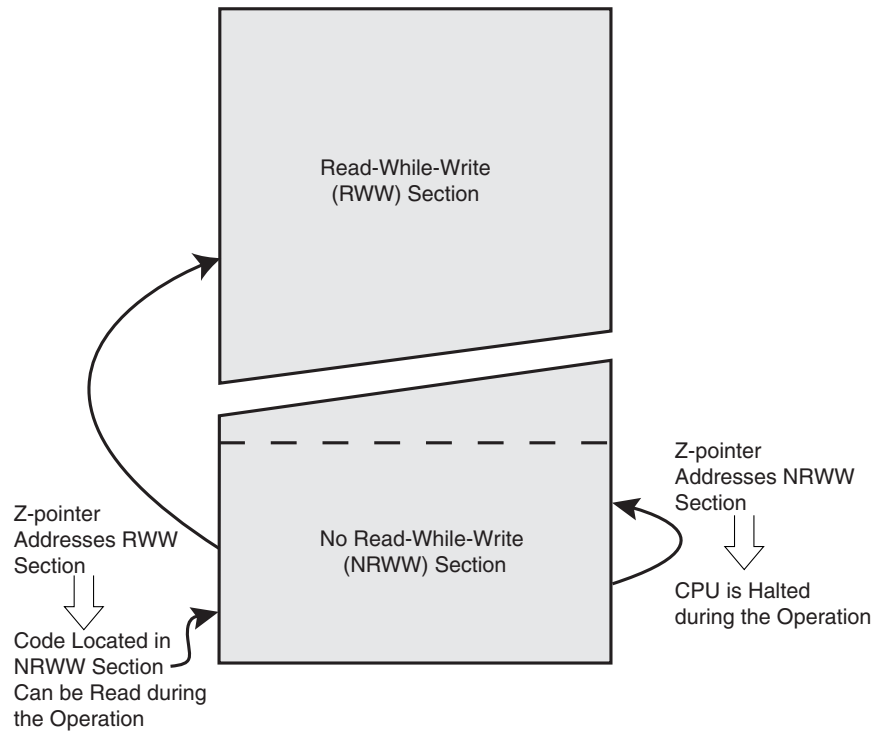 Read-While-Write
(RWW) Section
Z-pointer
Addresses NRWW
Section
Z-pointer
Addresses RWW
Section
No Read-While-Write
(NRWW) Section
CPU is Halted
during the Operation
Code Located in
NRWW Section
Can be Read during
the Operation